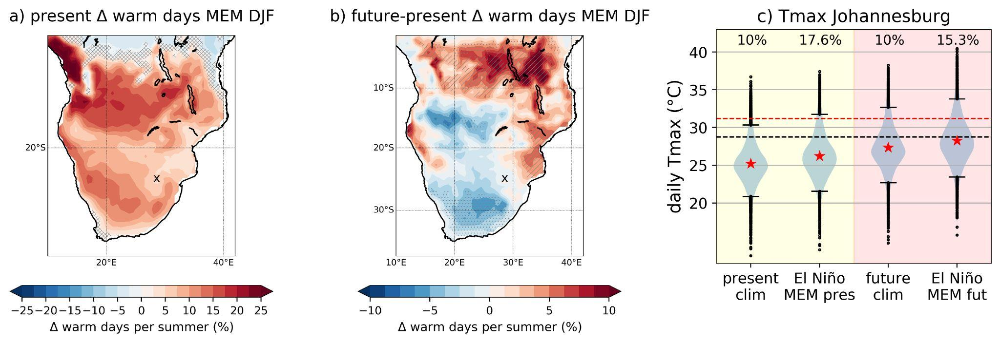 a) present Δ warm days MEM DJF
20°S
20°E
40°E
x
−25 −20 −15 −10 −5 0 5 10 15 20 25
Δ warm days per summer (%)
b) future-present Δ warm days MEM DJF
10°S
20°S
30°S
10°E 20°E 30°E 40°E
x
−10 −5 0 5 10
Δ warm days per summer (%)
c) Tmax Johannesburg
10% 17.6% 10% 15.3%
daily Tmax (°C)
40
35
30
25
20
present clim
El Niño MEM pres
future clim
El Niño MEM fut